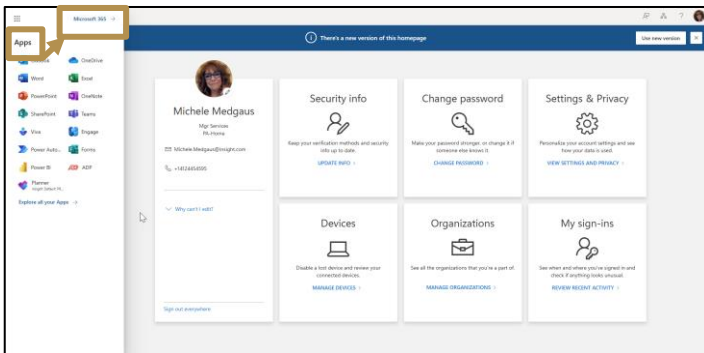 Microsoft 365 →
?
Apps
There's a new version of this homepage
Use new version
OneDrive
Word
Excel
PowerPoint
OneNote
SharePoint
Teams
Viva
Engage
Power Auto...
Forms
Power BI
ADP
Planner
Explore all your Apps →
Michele Medgaus
Mgr Services
PA-Home
Michele.Medgaus@insight.com
Why can't I edit?
Sign out everywhere
Security info
Keep your verification methods and security
info up to date.
UPDATE INFO >
Change password
Make your password stronger, or change it if
someone else knows it.
CHANGE PASSWORD >
Settings & Privacy
Personalize your account settings and see
how your data is used.
VIEW SETTINGS AND PRIVACY >
Devices
Disable a lost device and review your
connected devices.
MANAGE DEVICES >
Organizations
See all the organizations that you're a part of.
MANAGE ORGANIZATIONS >
My sign-ins
See when and where you've signed in and
check if anything looks unusual.
REVIEW RECENT ACTIVITY >